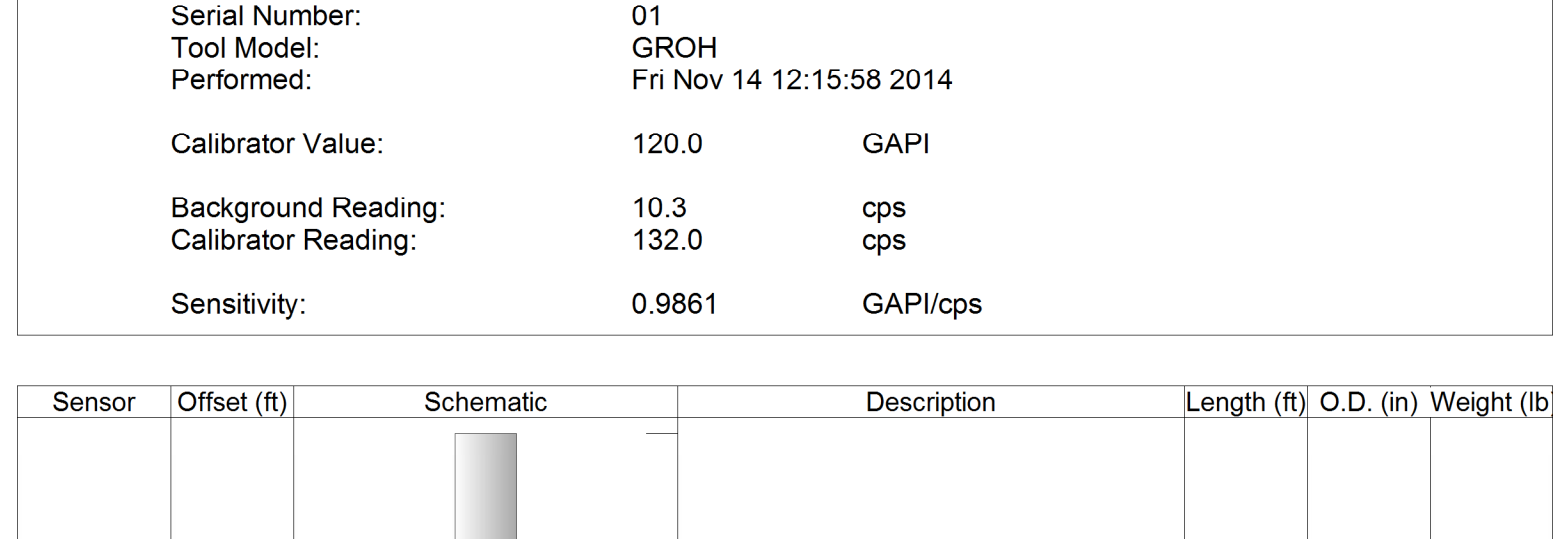 Serial Number: 01
Tool Model: GROH
Performed: Fri Nov 14 12:15:58 2014
Calibrator Value: 120.0 GAPI
Background Reading: 10.3 cps
Calibrator Reading: 132.0 cps
Sensitivity: 0.9861 GAPI/cps
Sensor Offset (ft) Schematic Description Length (ft) O.D. (in) Weight (lb)